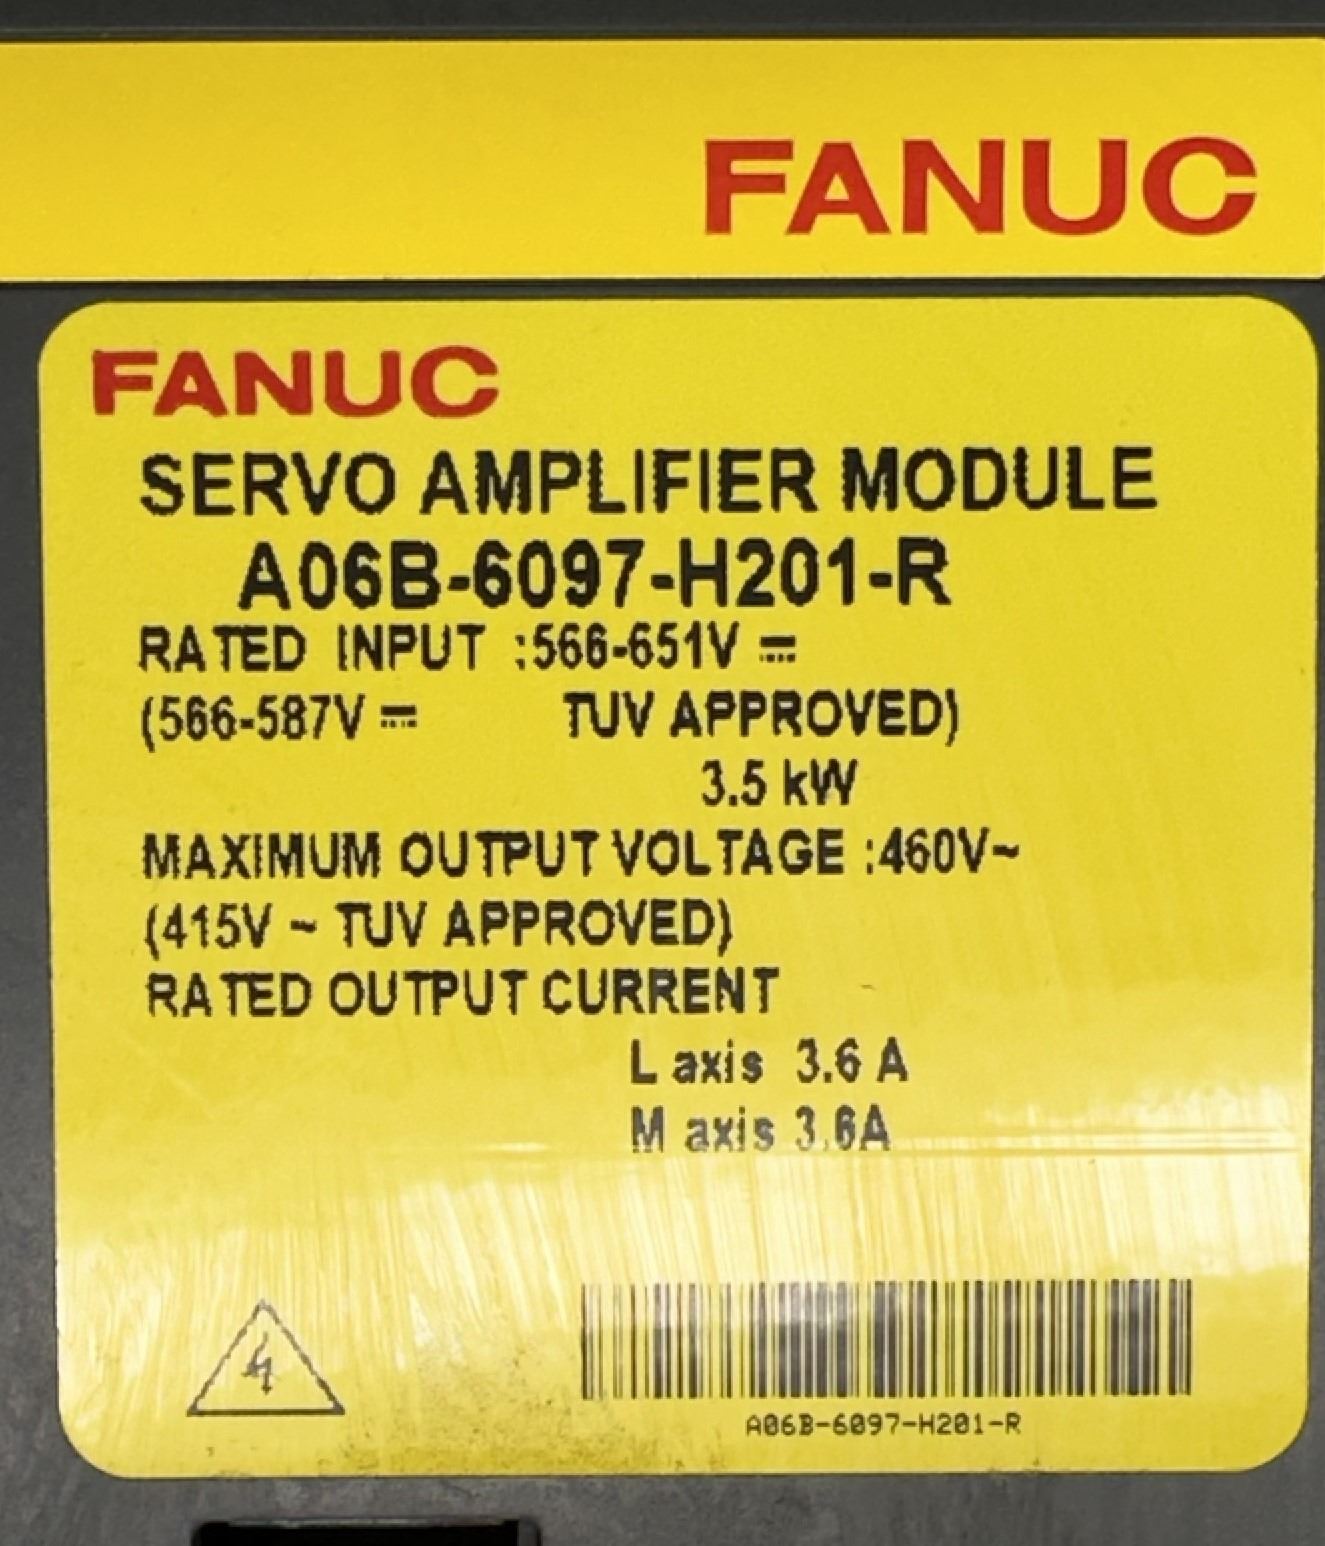 FANUC
FANUC
SERVO AMPLIFIER MODULE
A06B-6097-H201-R
RATED INPUT :566-651V ⎓
(566-587V ⎓ TUV APPROVED)
3.5 kW
MAXIMUM OUTPUT VOLTAGE :460V~
(415V ~ TUV APPROVED)
RATED OUTPUT CURRENT
L axis 3.6 A
M axis 3.6A
A06B-6097-H201-R